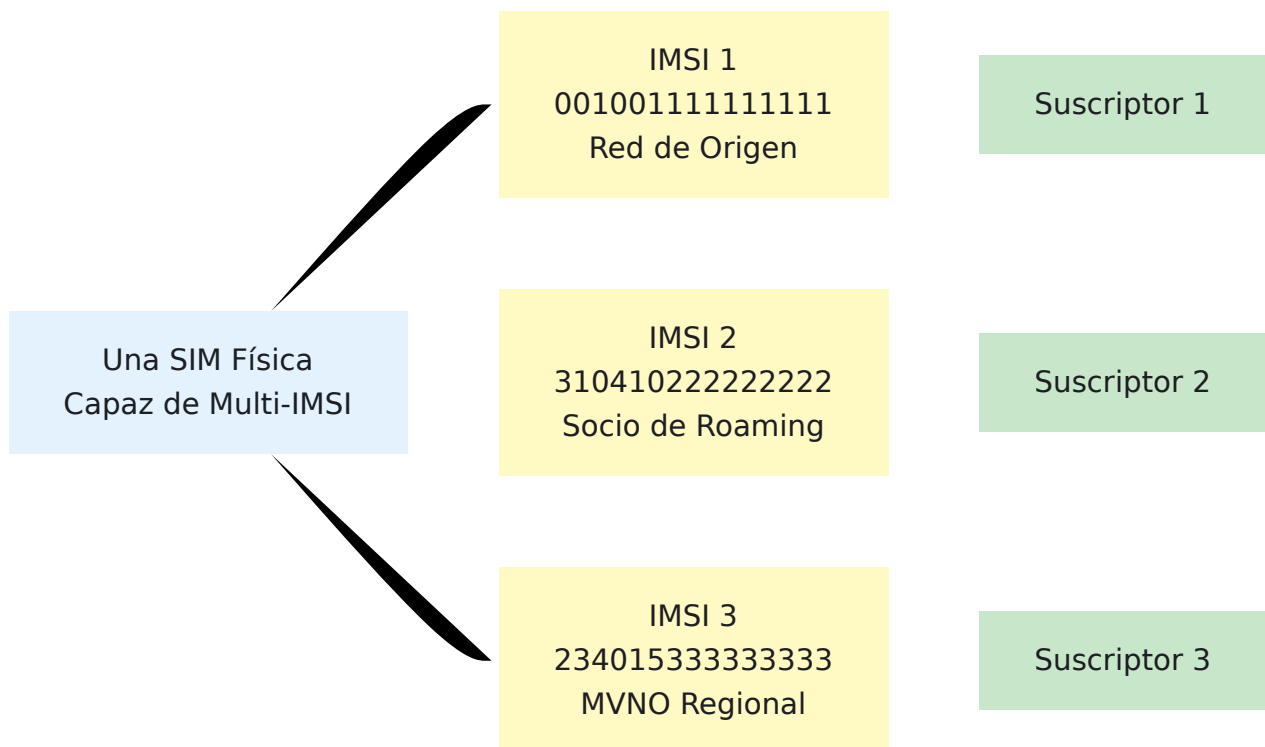 IMSI 1
001001111111111
Red de Origen
Suscriptor 1
Una SIM Física
Capaz de Multi-IMSI
IMSI 2
310410222222222
Socio de Roaming
Suscriptor 2
IMSI 3
234015333333333
MVNO Regional
Suscriptor 3